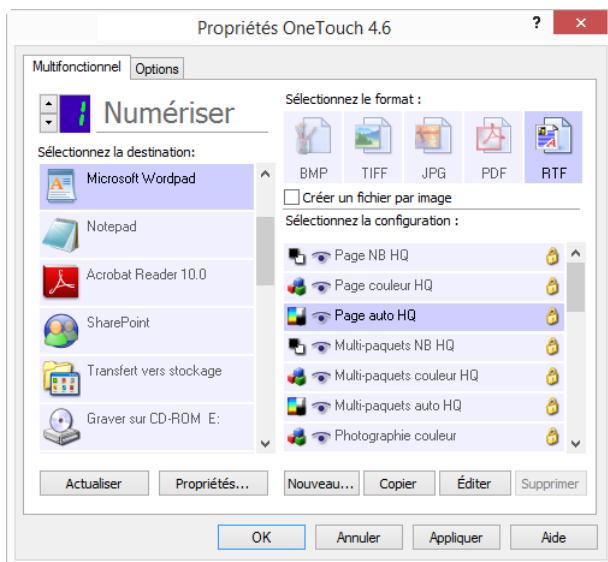 Propriétés OneTouch 4.6
?
×
Multifonctionnel
Options
1
Numériser
Sélectionnez la destination:
Microsoft Wordpad
Notepad
Acrobat Reader 10.0
SharePoint
Transfert vers stockage
Graver sur CD-ROM E:
Actualiser
Propriétés...
Sélectionnez le format :
BMP
TIFF
JPG
PDF
RTF
Créer un fichier par image
Sélectionnez la configuration :
Page NB HQ
Page couleur HQ
Page auto HQ
Multi-paquets NB HQ
Multi-paquets couleur HQ
Multi-paquets auto HQ
Photographie couleur
Nouveau...
Copier
Éditer
Supprimer
OK
Annuler
Appliquer
Aide